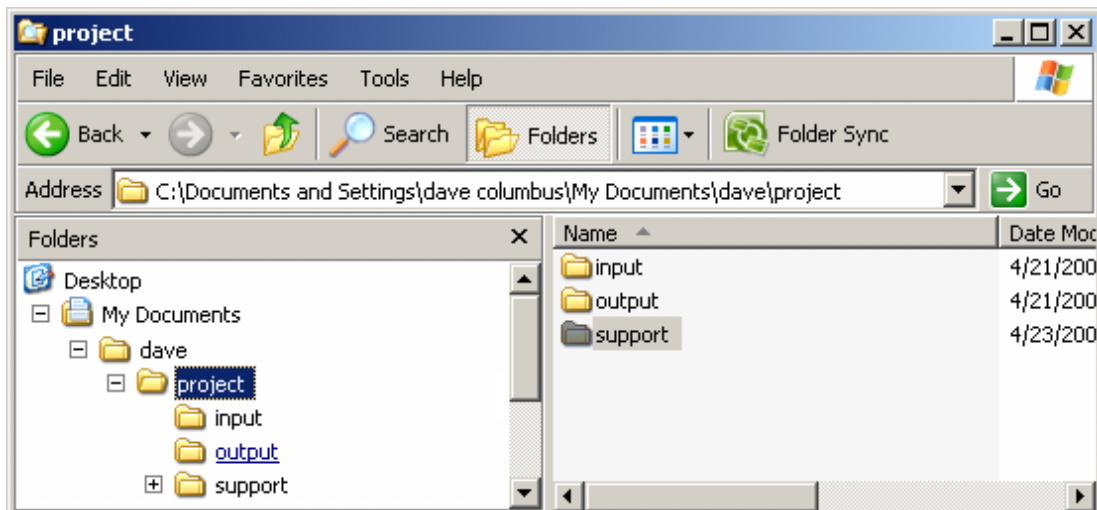 project
File Edit View Favorites Tools Help
Back Search Folders Folder Sync
Address C:\Documents and Settings\dave columbus\My Documents\dave\project Go
Folders Name Date Moc
Desktop input 4/21/200
My Documents output 4/21/200
dave support 4/23/200
project
input
output
support